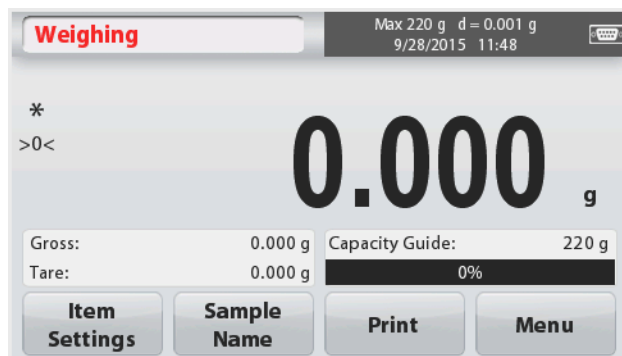 Weighing
Max 220 g d = 0.001 g
9/28/2015 11:48
*
>0<
0.000 g
Gross: 0.000 g
Tare: 0.000 g
Capacity Guide: 220 g
0%
Item
Settings
Sample
Name
Print
Menu